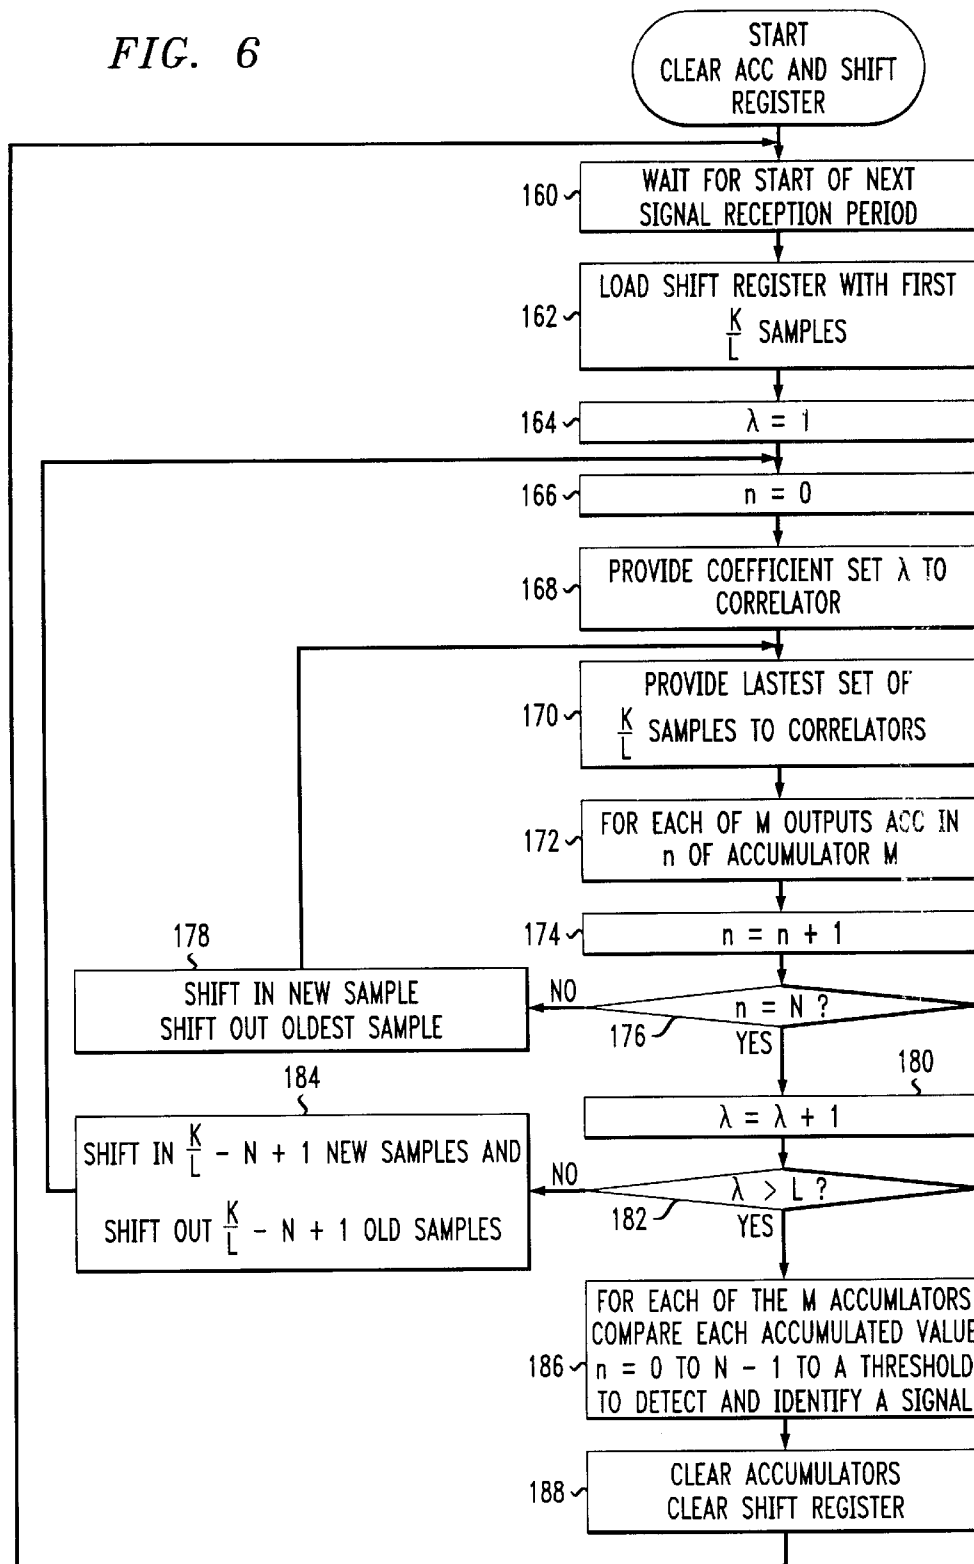 FIG. 6
START
CLEAR ACC AND SHIFT
REGISTER
160
WAIT FOR START OF NEXT
SIGNAL RECEPTION PERIOD
162
LOAD SHIFT REGISTER WITH FIRST
K/L SAMPLES
164
λ = 1
166
n = 0
168
PROVIDE COEFFICIENT SET λ TO
CORRELATOR
170
PROVIDE LASTEST SET OF
K/L SAMPLES TO CORRELATORS
172
FOR EACH OF M OUTPUTS ACC IN
n OF ACCUMULATOR M
174
n = n + 1
178
SHIFT IN NEW SAMPLE
SHIFT OUT OLDEST SAMPLE
NO
n = N ?
176
YES
180
λ = λ + 1
184
SHIFT IN K/L - N + 1 NEW SAMPLES AND
SHIFT OUT K/L - N + 1 OLD SAMPLES
NO
λ > L ?
182
YES
186
FOR EACH OF THE M ACCUMLATORS
COMPARE EACH ACCUMULATED VALUE
n = 0 TO N - 1 TO A THRESHOLD
TO DETECT AND IDENTIFY A SIGNAL
188
CLEAR ACCUMULATORS
CLEAR SHIFT REGISTER